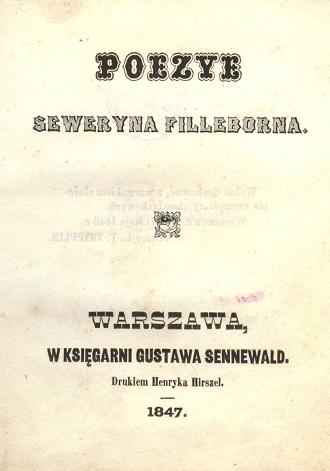 POEZYE
SEWERYNA FILLEBORNA.
WARSZAWA,
W KSIĘGARNI GUSTAWA SENNEWALD.
Drukiem Henryka Hirszel.
1847.